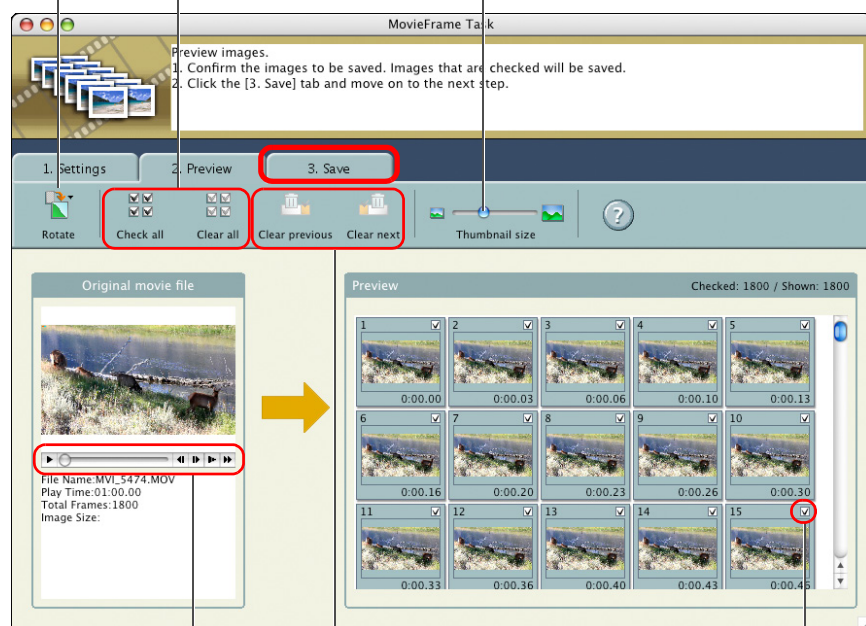 MovieFrame Task
Preview images.
1. Confirm the images to be saved. Images that are checked will be saved.
2. Click the [3. Save] tab and move on to the next step.
1. Settings
2. Preview
3. Save
Rotate
Check all
Clear all
Clear previous
Clear next
Thumbnail size
?
Original movie file
File Name:MVI_5474.MOV
Play Time:01:00.00
Total Frames:1800
Image Size:
Preview
Checked: 1800 / Shown: 1800
1
2
3
4
5
0:00.00
0:00.03
0:00.06
0:00.10
0:00.13
6
7
8
9
10
0:00.16
0:00.20
0:00.23
0:00.26
0:00.30
11
12
13
14
15
0:00.33
0:00.36
0:00.40
0:00.43
0:00.46